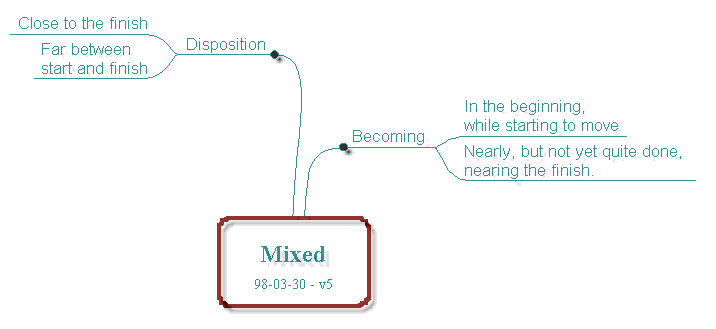 Close to the finish
Far between
start and finish
Disposition
Becoming
In the beginning,
while starting to move
Nearly, but not yet quite done,
nearing the finish.
Mixed
98-03-30 - v5